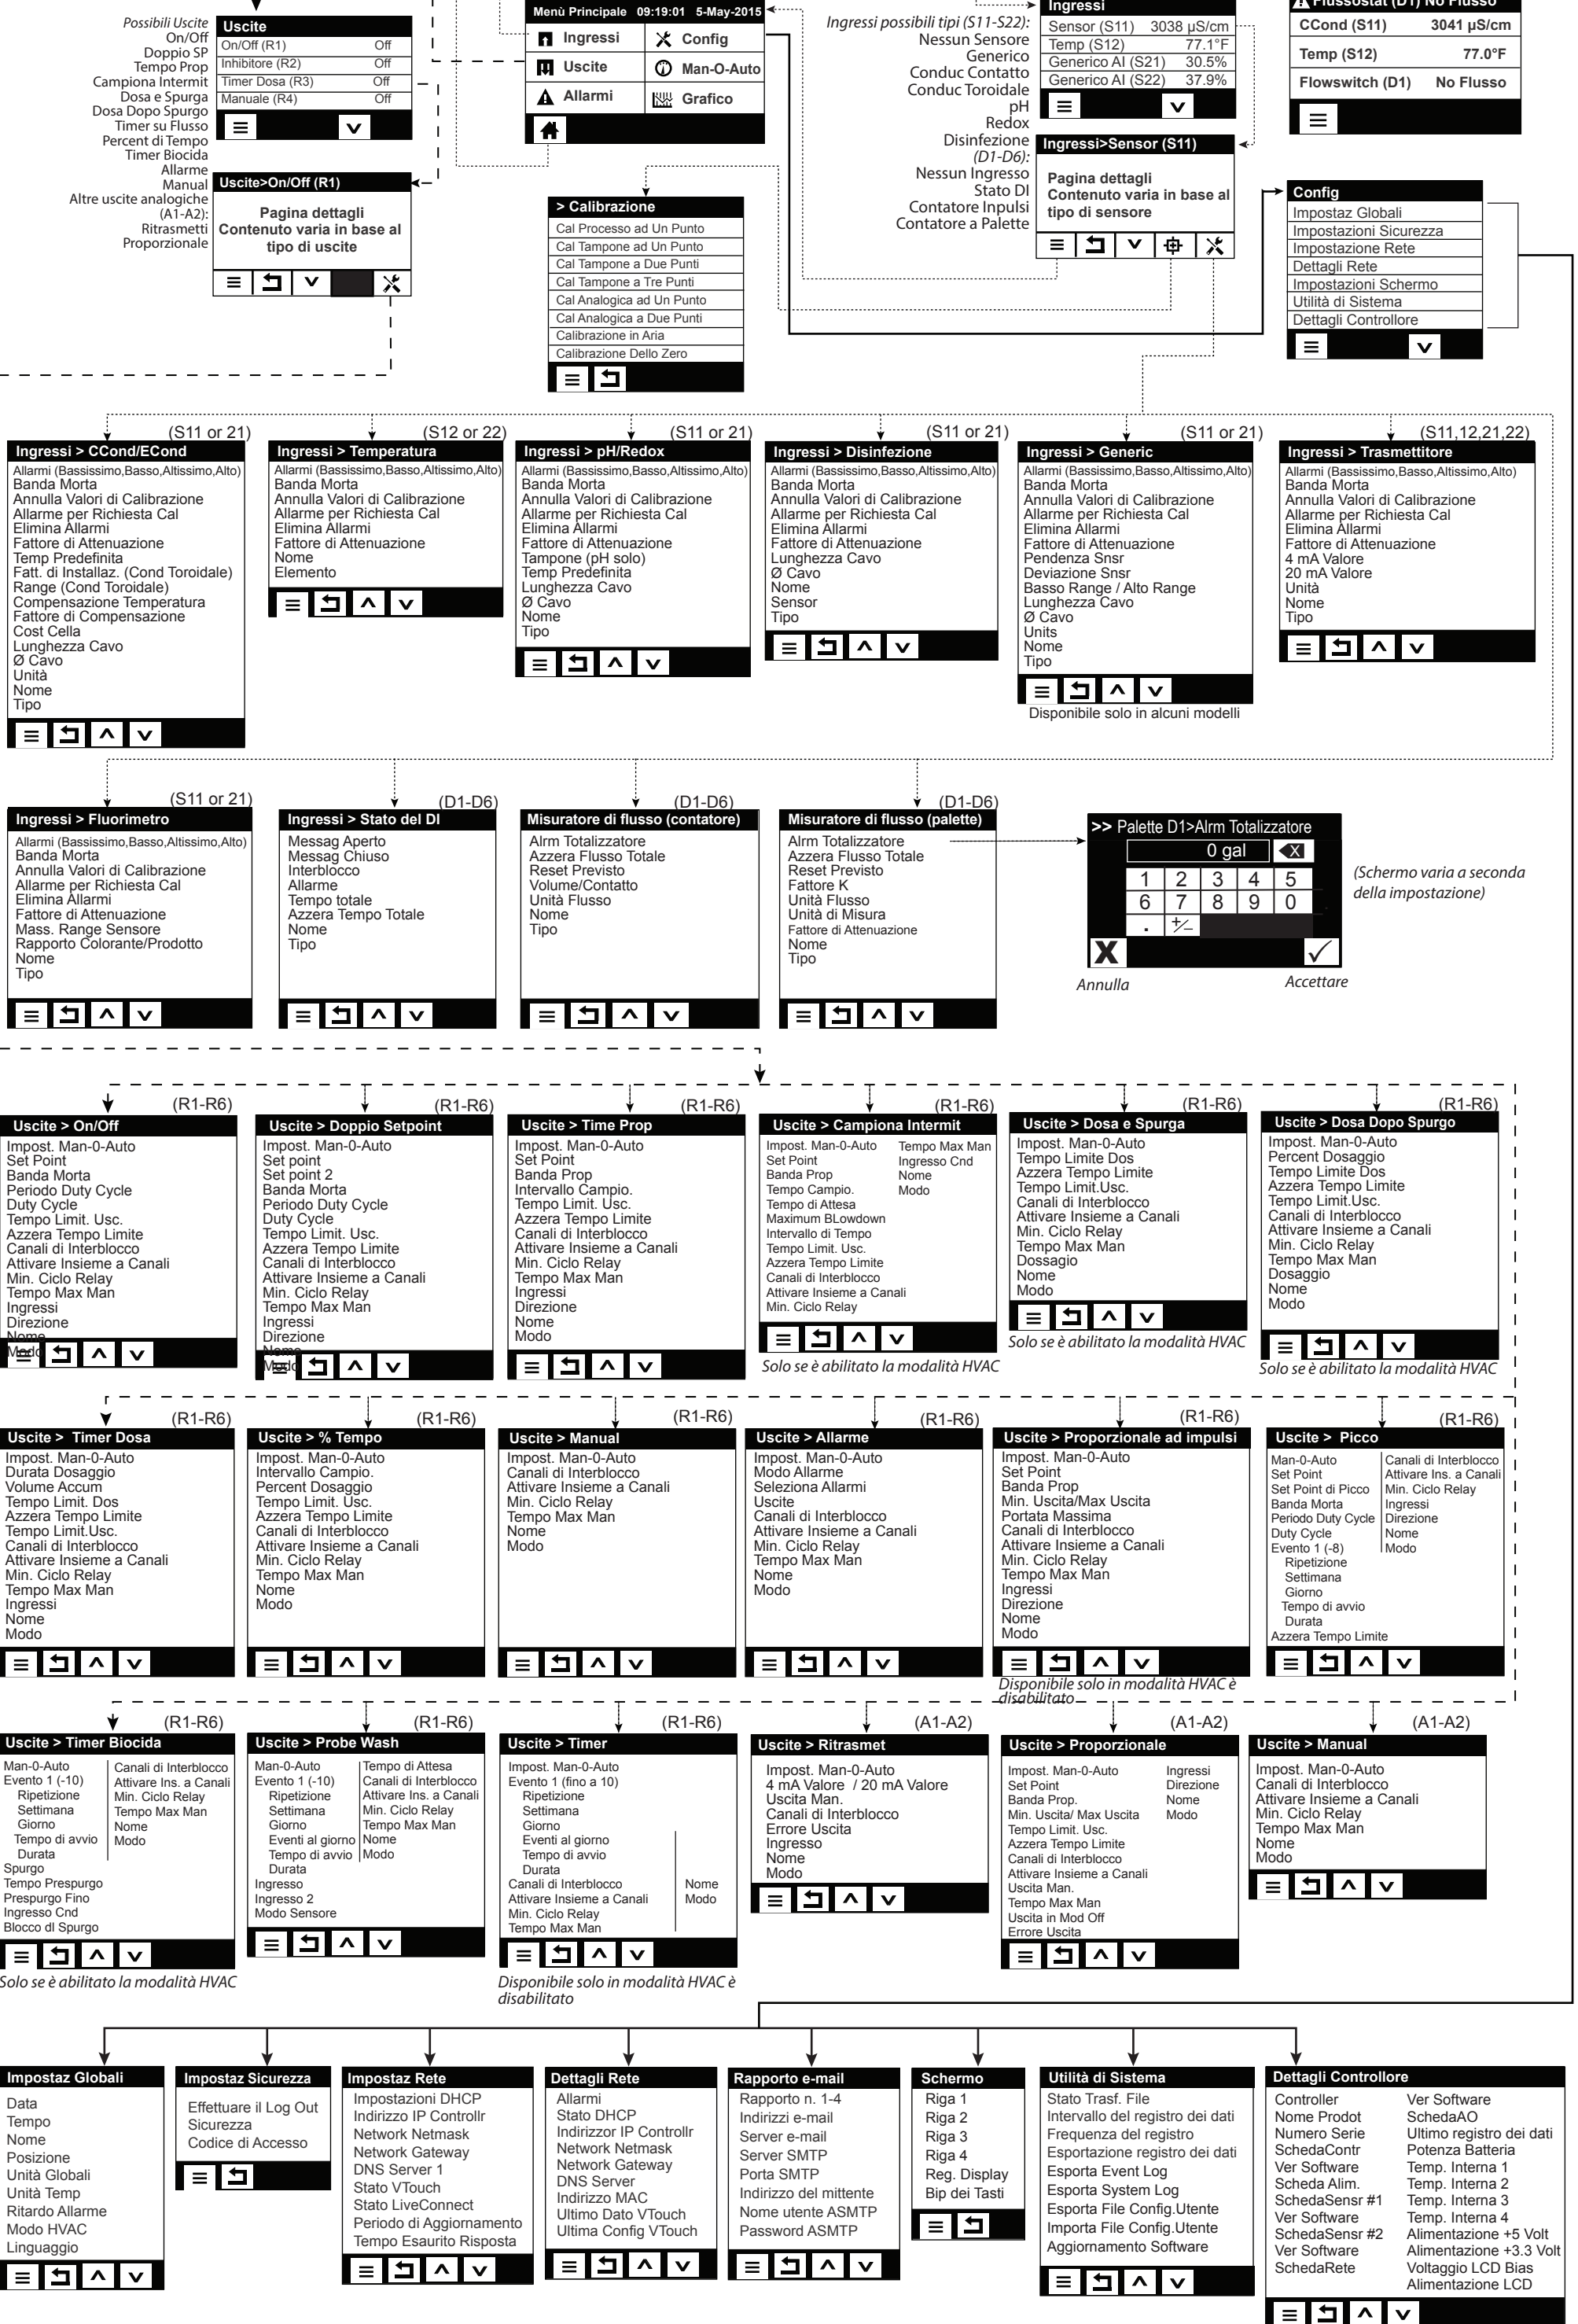 Possibili Uscite
On/Off
Doppio SP
Tempo Prop
Campiona Intermit
Dosa e Spurga
Dosa Dopo Spurgo
Timer su Flusso
Percent di Tempo
Timer Biocida
Allarme
Manual
Altre uscite analogiche
(A1-A2):
Ritrasmetti
Proporzionale
Uscite
On/Off (R1) Off
Inhibitore (R2) Off
Timer Dosa (R3) Off
Manuale (R4) Off
Uscite>On/Off (R1)
Pagina dettagli
Contenuto varia in base al
tipo di uscite
Menù Principale 09:19:01 5-May-2015
Ingressi Config
Uscite Man-O-Auto
Allarmi Grafico
> Calibrazione
Cal Processo ad Un Punto
Cal Tampone ad Un Punto
Cal Tampone a Due Punti
Cal Tampone a Tre Punti
Cal Analogica ad Un Punto
Cal Analogica a Due Punti
Calibrazione in Aria
Calibrazione Dello Zero
Ingressi possibili tipi (S11-S22):
Nessun Sensore
Generico
Conduc Contatto
Conduc Toroidale
pH
Redox
Disinfezione
(D1-D6):
Nessun Ingresso
Stato DI
Contatore Inpulsi
Contatore a Palette
Ingressi
Sensor (S11) 3038 µS/cm
Temp (S12) 77.1°F
Generico AI (S21) 30.5%
Generico AI (S22) 37.9%
Ingressi>Sensor (S11)
Pagina dettagli
Contenuto varia in base al
tipo di sensore
Flussostat (D1) No Flusso
CCond (S11) 3041 µS/cm
Temp (S12) 77.0°F
Flowswitch (D1) No Flusso
Config
Impostaz Globali
Impostazioni Sicurezza
Impostazione Rete
Dettagli Rete
Impostazioni Schermo
Utilità di Sistema
Dettagli Controllore
(S11 or 21)
Ingressi > CCond/ECond
Allarmi (Bassissimo,Basso,Altissimo,Alto)
Banda Morta
Annulla Valori di Calibrazione
Allarme per Richiesta Cal
Elimina Allarmi
Fattore di Attenuazione
Temp Predefinita
Fatt. di Installaz. (Cond Toroidale)
Range (Cond Toroidale)
Compensazione Temperatura
Fattore di Compensazione
Cost Cella
Lunghezza Cavo
Ø Cavo
Unità
Nome
Tipo
(S12 or 22)
Ingressi > Temperatura
Allarmi (Bassissimo,Basso,Altissimo,Alto)
Banda Morta
Annulla Valori di Calibrazione
Allarme per Richiesta Cal
Elimina Allarmi
Fattore di Attenuazione
Nome
Elemento
(S11 or 21)
Ingressi > pH/Redox
Allarmi (Bassissimo,Basso,Altissimo,Alto)
Banda Morta
Annulla Valori di Calibrazione
Allarme per Richiesta Cal
Elimina Allarmi
Fattore di Attenuazione
Tampone (pH solo)
Temp Predefinita
Lunghezza Cavo
Ø Cavo
Nome
Tipo
(S11 or 21)
Ingressi > Disinfezione
Allarmi (Bassissimo,Basso,Altissimo,Alto)
Banda Morta
Annulla Valori di Calibrazione
Allarme per Richiesta Cal
Elimina Allarmi
Fattore di Attenuazione
Lunghezza Cavo
Ø Cavo
Nome
Sensor
Tipo
(S11 or 21)
Ingressi > Generic
Allarmi (Bassissimo,Basso,Altissimo,Alto)
Banda Morta
Annulla Valori di Calibrazione
Allarme per Richiesta Cal
Elimina Allarmi
Fattore di Attenuazione
Pendenza Snsr
Deviazione Snsr
Basso Range / Alto Range
Lunghezza Cavo
Ø Cavo
Units
Nome
Tipo
Disponibile solo in alcuni modelli
(S11,12,21,22)
Ingressi > Trasmettitore
Allarmi (Bassissimo,Basso,Altissimo,Alto)
Banda Morta
Annulla Valori di Calibrazione
Allarme per Richiesta Cal
Elimina Allarmi
Fattore di Attenuazione
4 mA Valore
20 mA Valore
Unità
Nome
Tipo
(S11 or 21)
Ingressi > Fluorimetro
Allarmi (Bassissimo,Basso,Altissimo,Alto)
Banda Morta
Annulla Valori di Calibrazione
Allarme per Richiesta Cal
Elimina Allarmi
Fattore di Attenuazione
Mass. Range Sensore
Rapporto Colorante/Prodotto
Nome
Tipo
(D1-D6)
Ingressi > Stato del DI
Messag Aperto
Messag Chiuso
Interblocco
Allarme
Tempo totale
Azzera Tempo Totale
Nome
Tipo
(D1-D6)
Misuratore di flusso (contatore)
Alrm Totalizzatore
Azzera Flusso Totale
Reset Previsto
Volume/Contatto
Unità Flusso
Nome
Tipo
(D1-D6)
Misuratore di flusso (palette)
Alrm Totalizzatore
Azzera Flusso Totale
Reset Previsto
Fattore K
Unità Flusso
Unità di Misura
Fattore di Attenuazione
Nome
Tipo
>> Palette D1>Alrm Totalizzatore
0 gal X
1 2 3 4 5
6 7 8 9 0
. +/-
X ✓
Annulla Accettare
(Schermo varia a seconda
della impostazione)
(R1-R6)
Uscite > On/Off
Impost. Man-0-Auto
Set Point
Banda Morta
Periodo Duty Cycle
Duty Cycle
Tempo Limit. Usc.
Azzera Tempo Limite
Canali di Interblocco
Attivare Insieme a Canali
Min. Ciclo Relay
Tempo Max Man
Ingressi
Direzione
Nome
Modo
(R1-R6)
Uscite > Doppio Setpoint
Impost. Man-0-Auto
Set point
Set point 2
Banda Morta
Periodo Duty Cycle
Duty Cycle
Tempo Limit. Usc.
Azzera Tempo Limite
Canali di Interblocco
Attivare Insieme a Canali
Min. Ciclo Relay
Tempo Max Man
Ingressi
Direzione
Nome
Modo
(R1-R6)
Uscite > Time Prop
Impost. Man-0-Auto
Set Point
Banda Prop
Intervallo Campio.
Tempo Limit. Usc.
Azzera Tempo Limite
Canali di Interblocco
Attivare Insieme a Canali
Min. Ciclo Relay
Tempo Max Man
Ingressi
Direzione
Nome
Modo
(R1-R6)
Uscite > Campiona Intermit
Impost. Man-0-Auto
Set Point
Banda Prop
Tempo Campio.
Tempo di Attesa
Maximum BLowdown
Intervallo di Tempo
Tempo Limit. Usc.
Azzera Tempo Limite
Canali di Interblocco
Attivare Insieme a Canali
Min. Ciclo Relay
Tempo Max Man
Ingresso Cnd
Nome
Modo
Solo se è abilitato la modalità HVAC
(R1-R6)
Uscite > Dosa e Spurga
Impost. Man-0-Auto
Tempo Limite Dos
Azzera Tempo Limite
Tempo Limit.Usc.
Canali di Interblocco
Attivare Insieme a Canali
Min. Ciclo Relay
Tempo Max Man
Dossagio
Nome
Modo
Solo se è abilitato la modalità HVAC
(R1-R6)
Uscite > Dosa Dopo Spurgo
Impost. Man-0-Auto
Percent Dosaggio
Tempo Limite Dos
Azzera Tempo Limite
Tempo Limit.Usc.
Canali di Interblocco
Attivare Insieme a Canali
Min. Ciclo Relay
Tempo Max Man
Dosaggio
Nome
Modo
Solo se è abilitato la modalità HVAC
(R1-R6)
Uscite > Timer Dosa
Impost. Man-0-Auto
Durata Dosaggio
Volume Accum
Tempo Limit. Dos
Azzera Tempo Limite
Tempo Limit.Usc.
Canali di Interblocco
Attivare Insieme a Canali
Min. Ciclo Relay
Tempo Max Man
Ingressi
Nome
Modo
(R1-R6)
Uscite > % Tempo
Impost. Man-0-Auto
Intervallo Campio.
Percent Dosaggio
Tempo Limit. Usc.
Azzera Tempo Limite
Canali di Interblocco
Attivare Insieme a Canali
Min. Ciclo Relay
Tempo Max Man
Nome
Modo
(R1-R6)
Uscite > Manual
Impost. Man-0-Auto
Canali di Interblocco
Attivare Insieme a Canali
Min. Ciclo Relay
Tempo Max Man
Nome
Modo
(R1-R6)
Uscite > Allarme
Impost. Man-0-Auto
Modo Allarme
Seleziona Allarmi
Uscite
Canali di Interblocco
Attivare Insieme a Canali
Min. Ciclo Relay
Tempo Max Man
Nome
Modo
(R1-R6)
Uscite > Proporzionale ad impulsi
Impost. Man-0-Auto
Set Point
Banda Prop
Min. Uscita/Max Uscita
Portata Massima
Canali di Interblocco
Attivare Insieme a Canali
Min. Ciclo Relay
Tempo Max Man
Ingressi
Direzione
Nome
Modo
Disponibile solo in modalità HVAC è
disabilitato
(R1-R6)
Uscite > Picco
Man-0-Auto
Set Point
Set Point di Picco
Banda Morta
Periodo Duty Cycle
Duty Cycle
Evento 1 (-8)
Ripetizione
Settimana
Giorno
Tempo di avvio
Durata
Azzera Tempo Limite
Canali di Interblocco
Attivare Ins. a Canali
Min. Ciclo Relay
Ingressi
Direzione
Nome
Modo
(R1-R6)
Uscite > Timer Biocida
Man-0-Auto
Evento 1 (-10)
Ripetizione
Settimana
Giorno
Tempo di avvio
Durata
Spurgo
Tempo Prespurgo
Prespurgo Fino
Ingresso Cnd
Blocco dI Spurgo
Canali di Interblocco
Attivare Ins. a Canali
Min. Ciclo Relay
Tempo Max Man
Nome
Modo
Solo se è abilitato la modalità HVAC
(R1-R6)
Uscite > Probe Wash
Man-0-Auto
Evento 1 (-10)
Ripetizione
Settimana
Giorno
Eventi al giorno
Tempo di avvio
Durata
Ingresso
Ingresso 2
Modo Sensore
Tempo di Attesa
Canali di Interblocco
Attivare Ins. a Canali
Min. Ciclo Relay
Tempo Max Man
Nome
Modo
(R1-R6)
Uscite > Timer
Impost. Man-0-Auto
Evento 1 (fino a 10)
Ripetizione
Settimana
Giorno
Eventi al giorno
Tempo di avvio
Durata
Canali di Interblocco
Attivare Insieme a Canali
Min. Ciclo Relay
Tempo Max Man
Nome
Modo
Disponibile solo in modalità HVAC è
disabilitato
(A1-A2)
Uscite > Ritrasmet
Impost. Man-0-Auto
4 mA Valore / 20 mA Valore
Uscita Man.
Canali di Interblocco
Errore Uscita
Ingresso
Nome
Modo
(A1-A2)
Uscite > Proporzionale
Impost. Man-0-Auto
Set Point
Banda Prop.
Min. Uscita/ Max Uscita
Tempo Limit. Usc.
Azzera Tempo Limite
Canali di Interblocco
Attivare Insieme a Canali
Uscita Man.
Tempo Max Man
Uscita in Mod Off
Errore Uscita
Ingressi
Direzione
Nome
Modo
(A1-A2)
Uscite > Manual
Impost. Man-0-Auto
Canali di Interblocco
Attivare Insieme a Canali
Min. Ciclo Relay
Tempo Max Man
Nome
Modo
Impostaz Globali
Data
Tempo
Nome
Posizione
Unità Globali
Unità Temp
Ritardo Allarme
Modo HVAC
Linguaggio
Impostaz Sicurezza
Effettuare il Log Out
Sicurezza
Codice di Accesso
Impostaz Rete
Impostazioni DHCP
Indirizzo IP Controllr
Network Netmask
Network Gateway
DNS Server 1
Stato VTouch
Stato LiveConnect
Periodo di Aggiornamento
Tempo Esaurito Risposta
Dettagli Rete
Allarmi
Stato DHCP
Indirizzor IP Controllr
Network Netmask
Network Gateway
DNS Server
Indirizzo MAC
Ultimo Dato VTouch
Ultima Config VTouch
Rapporto e-mail
Rapporto n. 1-4
Indirizzi e-mail
Server e-mail
Server SMTP
Porta SMTP
Indirizzo del mittente
Nome utente ASMTP
Password ASMTP
Schermo
Riga 1
Riga 2
Riga 3
Riga 4
Reg. Display
Bip dei Tasti
Utilità di Sistema
Stato Trasf. File
Intervallo del registro dei dati
Frequenza del registro
Esportazione registro dei dati
Esporta Event Log
Esporta System Log
Esporta File Config.Utente
Importa File Config.Utente
Aggiornamento Software
Dettagli Controllore
Controller
Nome Prodot
Numero Serie
SchedaContr
Ver Software
Scheda Alim.
SchedaSensr #1
Ver Software
SchedaSensr #2
Ver Software
SchedaRete
Ver Software
SchedaAO
Ultimo registro dei dati
Potenza Batteria
Temp. Interna 1
Temp. Interna 2
Temp. Interna 3
Temp. Interna 4
Alimentazione +5 Volt
Alimentazione +3.3 Volt
Voltaggio LCD Bias
Alimentazione LCD